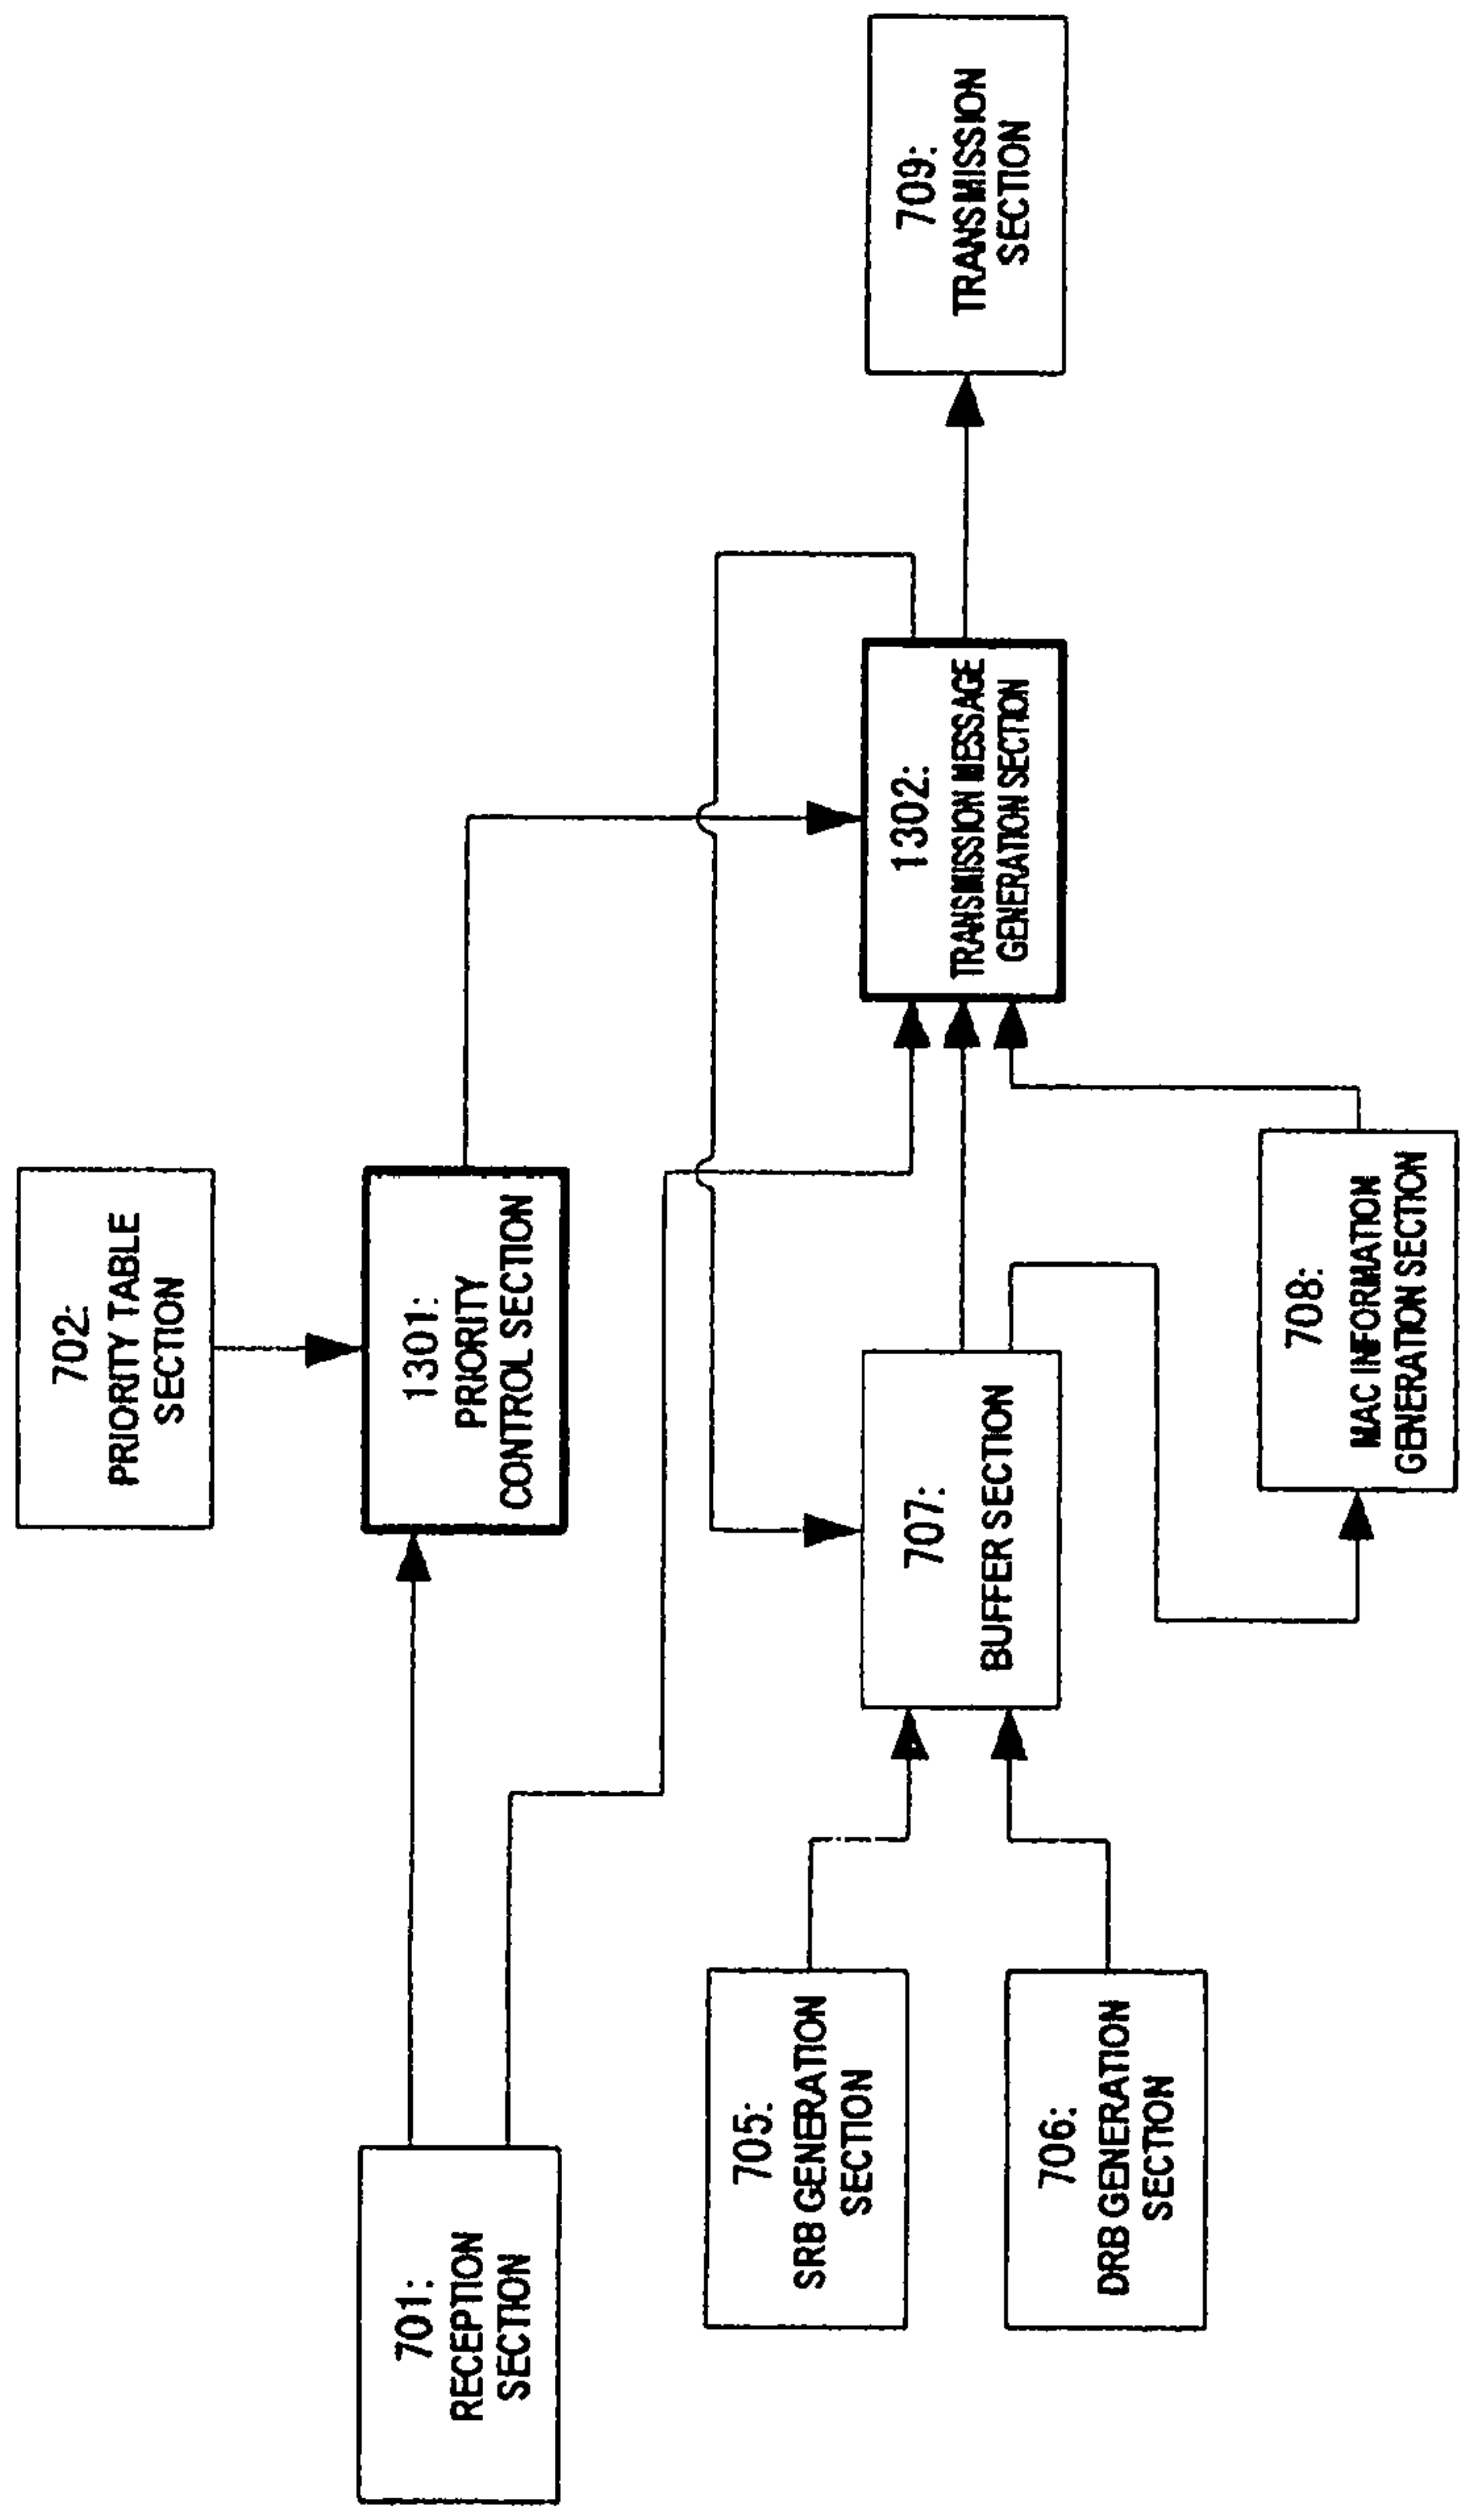 702:
PRIORITY TABLE
SECTION
701:
RECEPTION
SECTION
1301:
PRIORITY
CONTROL SECTION
705:
SRB GENERATION
SECTION
707:
BUFFER SECTION
1302:
TRANSMISSION MESSAGE
GENERATION SECTION
709:
TRANSMISSION
SECTION
706:
DRB GENERATION
SECTION
708:
MAC INFORMATION
GENERATION SECTION